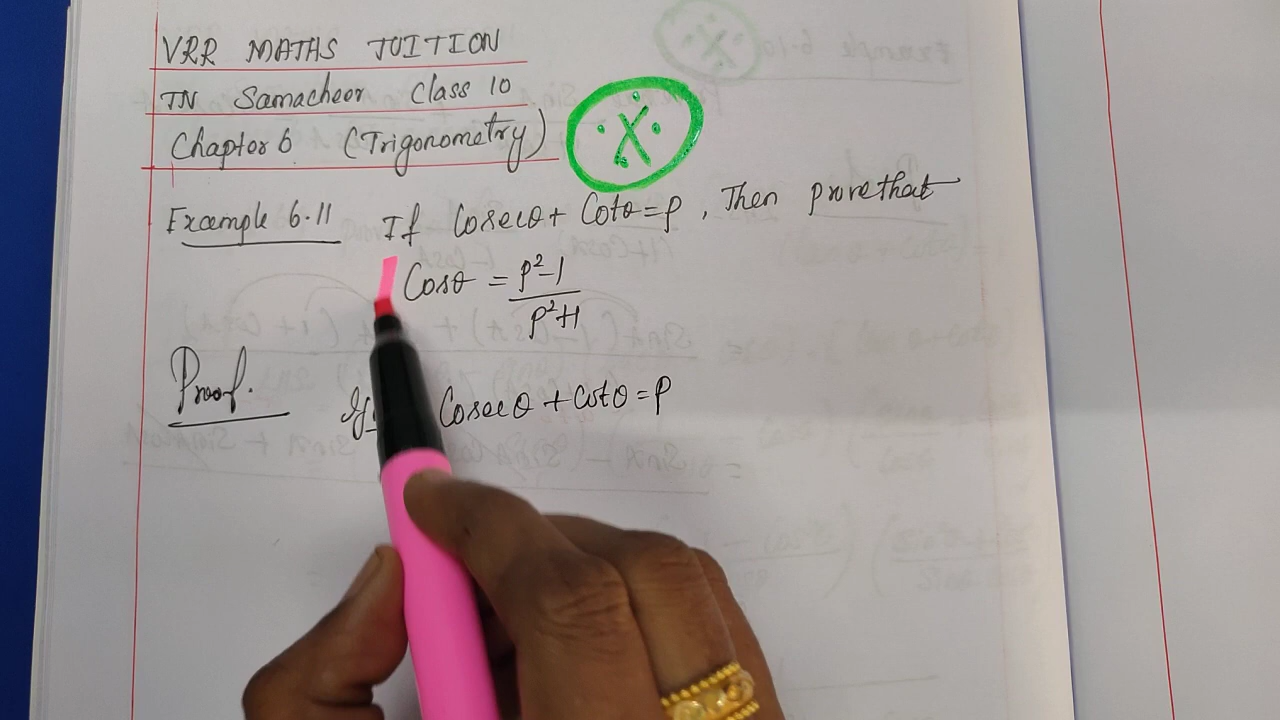 VRR MATHS TUITION
TN Samacheer Class 10
Chapter 6 (Trigonometry)
X
Example 6.11 If Cosecθ + Cotθ = P, Then prove that
Cosθ = P²-1
P²+1
Proof.
Cosec θ + Cotθ = P